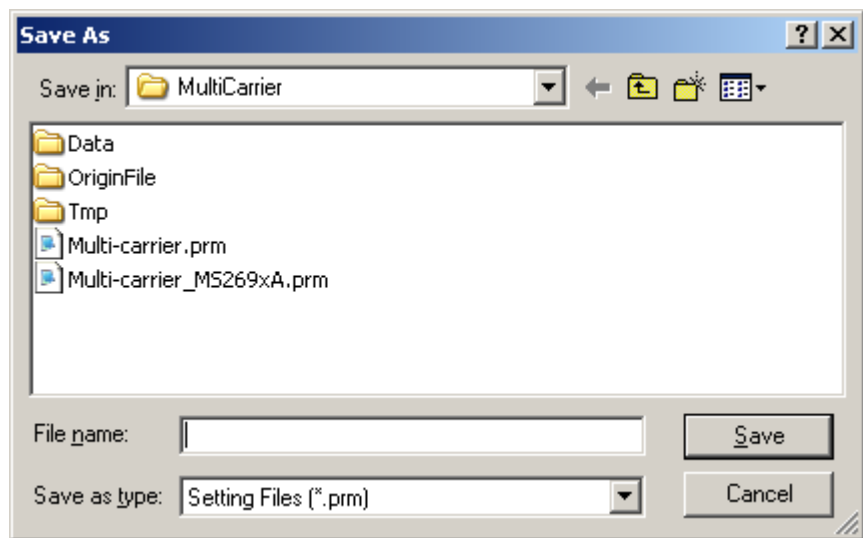 Save As
Save in: MultiCarrier
Data
OriginFile
Tmp
Multi-carrier.prm
Multi-carrier_MS269xA.prm
File name: Save
Save as type: Setting Files (*.prm) Cancel